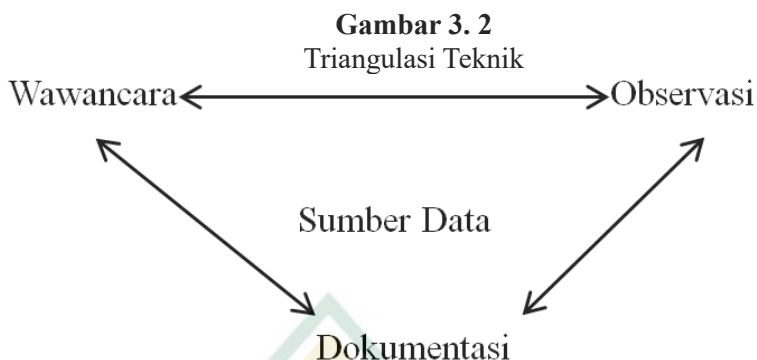 Gambar 3. 2
Triangulasi Teknik
Wawancara Observasi
Sumber Data
Dokumentasi